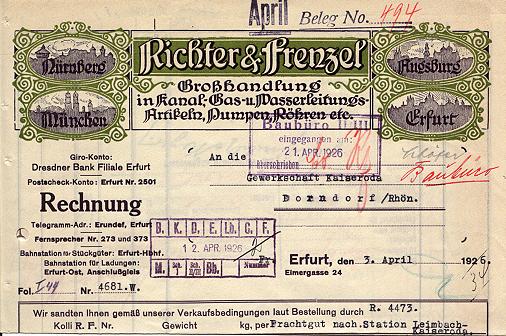 April Beleg No. 494
Richter & Frenzel
Großhandlung
in Kanal-, Gas- u. Wasserleitungs-
Artikeln, Pumpen, Röhren etc.
Nürnberg
München
Augsburg
Erfurt
Baubüro III
eingegangen am:
21. APR. 1926
überschrieben
Giro-Konto:
Dresdner Bank Filiale Erfurt
Postscheck-Konto: Erfurt Nr. 2501
Rechnung
Telegramm-Adr.: Erundef, Erfurt
Fernsprecher Nr. 273 und 373
Bahnstation für Stückgüter: Erfurt-Hbhf.
Bahnstation für Ladungen:
Erfurt-Ost, Anschlußgleis
Fol. I 44 Nr. 4681.W.
An die
Gewerkschaft Kaiseroda
Dorndorf/Rhön.
Baubüro
B. K. D. E. Lb. C. F.
12. APR. 1926
Nummer
Erfurt, den 3. April 1926
Eimergasse 24
Wir sandten Ihnen gemäß unserer Verkaufsbedingungen laut Bestellung durch R. 4473.
Kolli R. F. Nr. Gewicht kg, per Frachtgut nach Station Leimbach-
Kaiseroda.